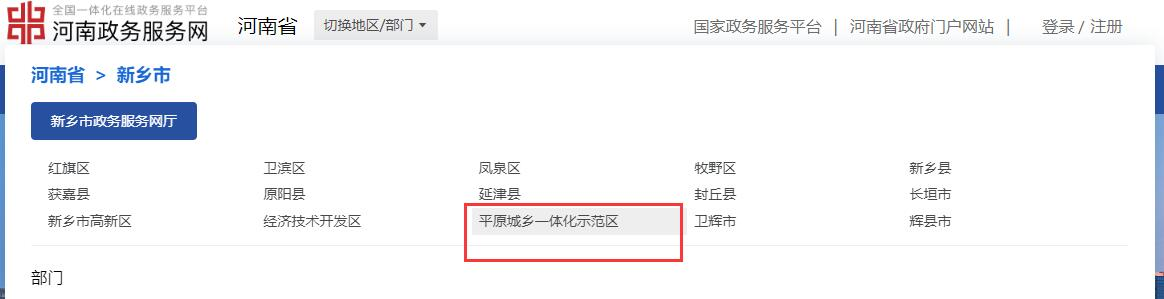 全国一体化在线政务服务平台
河南政务服务网 河南省 切换地区/部门 国家政务服务平台 | 河南省政府门户网站 | 登录 / 注册
河南省 > 新乡市
新乡市政务服务网厅
红旗区 卫滨区 凤泉区 牧野区 新乡县
获嘉县 原阳县 延津县 封丘县 长垣市
新乡市高新区 经济技术开发区 平原城乡一体化示范区 卫辉市 辉县市
部门